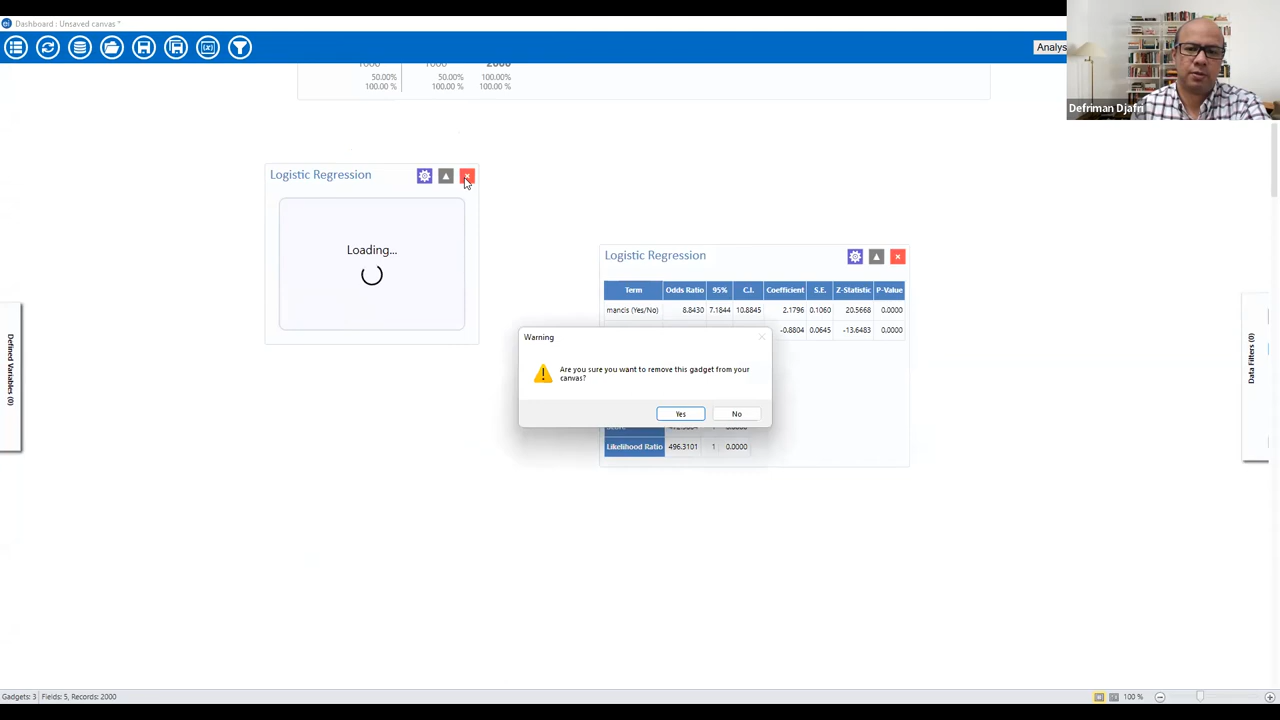 Dashboard : Unsaved canvas *
Analys
Defriman Djafri
1000 1000 2000
50.00% 50.00% 100.00%
100.00 % 100.00 % 100.00 %
Logistic Regression
Loading...
Logistic Regression
Term Odds Ratio 95% C.I. Coefficient S.E. Z-Statistic P-Value
mancis (Yes/No) 8.8430 7.1844 10.8845 2.1796 0.1060 20.5668 0.0000
-0.8804 0.0645 -13.6483 0.0000
Warning
Are you sure you want to remove this gadget from your
canvas?
Yes No
Likelihood Ratio 496.3101 1 0.0000
Defined Variables (0)
Data Filters (0)
Gadgets: 3 Fields: 5, Records: 2000
100 %